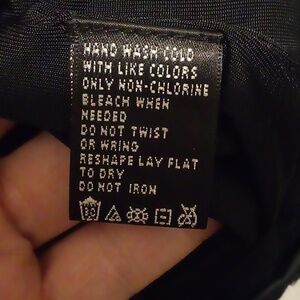 HAND WASH COLD
WITH LIKE COLORS
ONLY NON-CHLORINE
BLEACH WHEN
NEEDED
DO NOT TWIST
OR WRING
RESHAPE LAY FLAT
TO DRY
DO NOT IRON